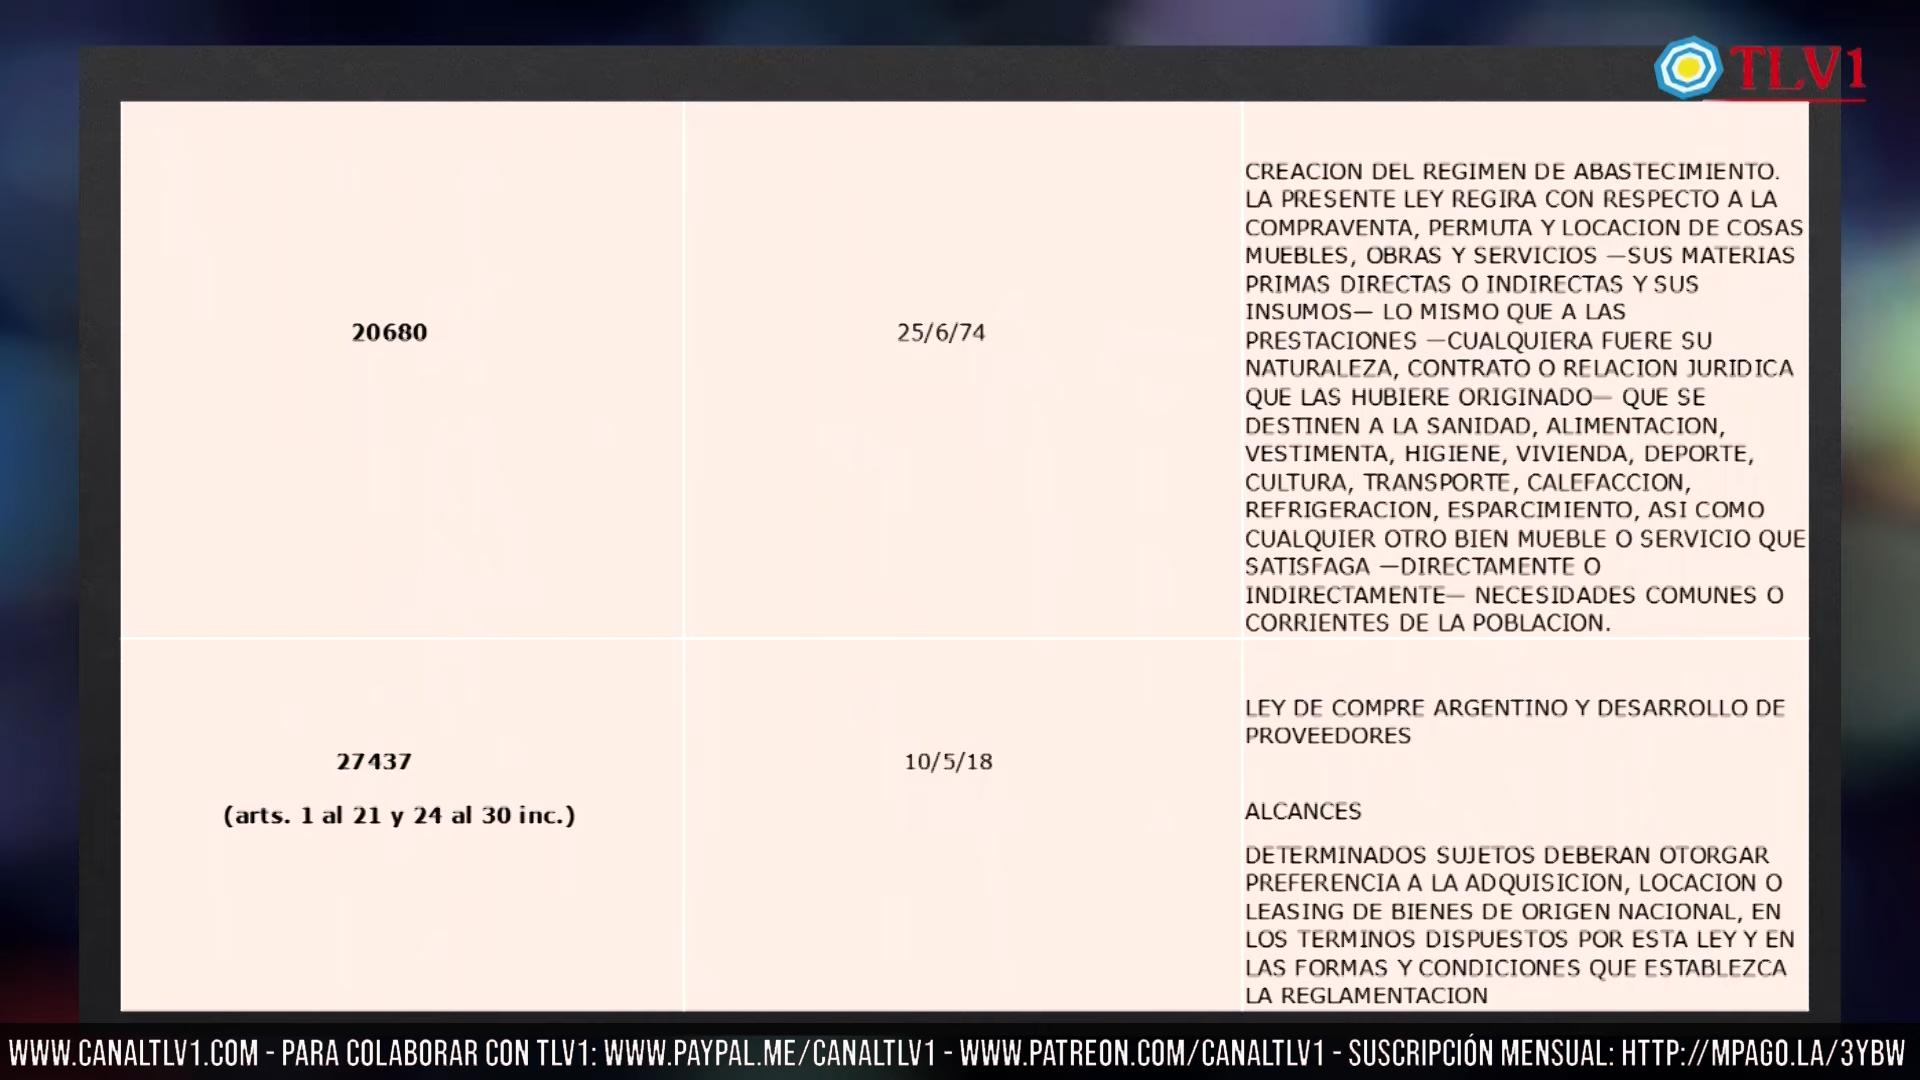 TLV1
20680
25/6/74
CREACION DEL REGIMEN DE ABASTECIMIENTO.
LA PRESENTE LEY REGIRA CON RESPECTO A LA
COMPRAVENTA, PERMUTA Y LOCACION DE COSAS
MUEBLES, OBRAS Y SERVICIOS —SUS MATERIAS
PRIMAS DIRECTAS O INDIRECTAS Y SUS
INSUMOS— LO MISMO QUE A LAS
PRESTACIONES —CUALQUIERA FUERE SU
NATURALEZA, CONTRATO O RELACION JURIDICA
QUE LAS HUBIERE ORIGINADO— QUE SE
DESTINEN A LA SANIDAD, ALIMENTACION,
VESTIMENTA, HIGIENE, VIVIENDA, DEPORTE,
CULTURA, TRANSPORTE, CALEFACCION,
REFRIGERACION, ESPARCIMIENTO, ASI COMO
CUALQUIER OTRO BIEN MUEBLE O SERVICIO QUE
SATISFAGA —DIRECTAMENTE O
INDIRECTAMENTE— NECESIDADES COMUNES O
CORRIENTES DE LA POBLACION.
27437
(arts. 1 al 21 y 24 al 30 inc.)
10/5/18
LEY DE COMPRE ARGENTINO Y DESARROLLO DE
PROVEEDORES
ALCANCES
DETERMINADOS SUJETOS DEBERAN OTORGAR
PREFERENCIA A LA ADQUISICION, LOCACION O
LEASING DE BIENES DE ORIGEN NACIONAL, EN
LOS TERMINOS DISPUESTOS POR ESTA LEY Y EN
LAS FORMAS Y CONDICIONES QUE ESTABLEZCA
LA REGLAMENTACION
WWW.CANALTLV1.COM - PARA COLABORAR CON TLV1: WWW.PAYPAL.ME/CANALTLV1 - WWW.PATREON.COM/CANALTLV1 - SUSCRIPCIÓN MENSUAL: HTTP://MPAGO.LA/3YBW